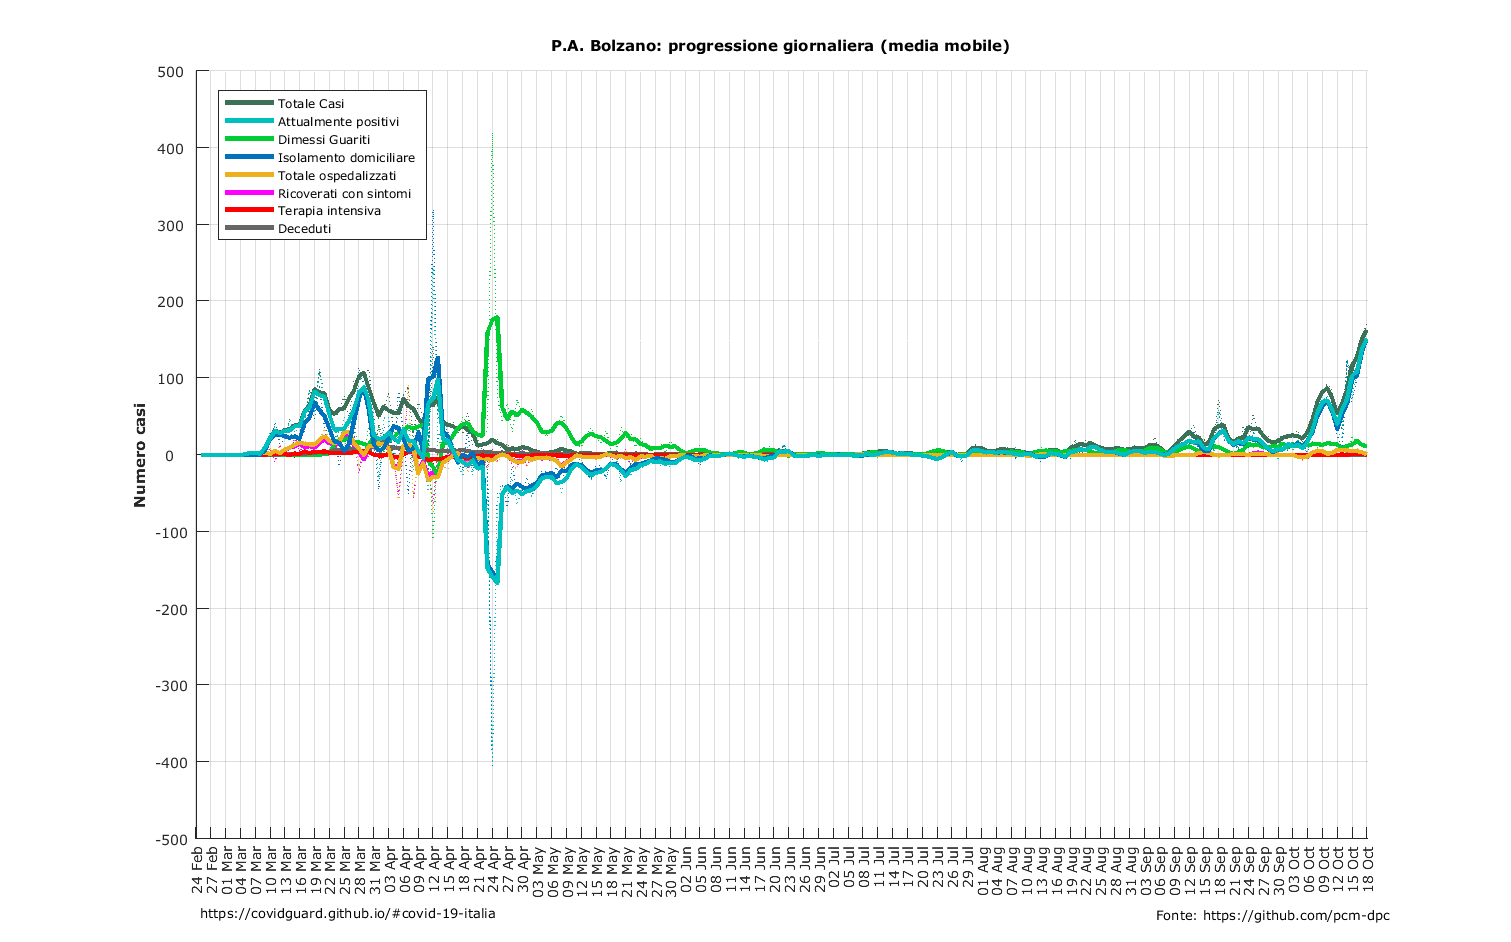 P.A. Bolzano: progressione giornaliera (media mobile)
500
400
300
200
100
0
-100
-200
-300
-400
-500
Numero casi
Totale Casi
Attualmente positivi
Dimessi Guariti
Isolamento domiciliare
Totale ospedalizzati
Ricoverati con sintomi
Terapia intensiva
Deceduti
24 Feb
27 Feb
01 Mar
04 Mar
07 Mar
10 Mar
13 Mar
16 Mar
19 Mar
22 Mar
25 Mar
28 Mar
31 Mar
03 Apr
06 Apr
09 Apr
12 Apr
15 Apr
18 Apr
21 Apr
24 Apr
27 Apr
30 Apr
03 May
06 May
09 May
12 May
15 May
18 May
21 May
24 May
27 May
30 May
02 Jun
05 Jun
08 Jun
11 Jun
14 Jun
17 Jun
20 Jun
23 Jun
26 Jun
29 Jun
02 Jul
05 Jul
08 Jul
11 Jul
14 Jul
17 Jul
20 Jul
23 Jul
26 Jul
29 Jul
01 Aug
04 Aug
07 Aug
10 Aug
13 Aug
16 Aug
19 Aug
22 Aug
25 Aug
28 Aug
31 Aug
03 Sep
06 Sep
09 Sep
12 Sep
15 Sep
18 Sep
21 Sep
24 Sep
27 Sep
30 Sep
03 Oct
06 Oct
09 Oct
12 Oct
15 Oct
18 Oct
https://covidguard.github.io/#covid-19-italia
Fonte: https://github.com/pcm-dpc